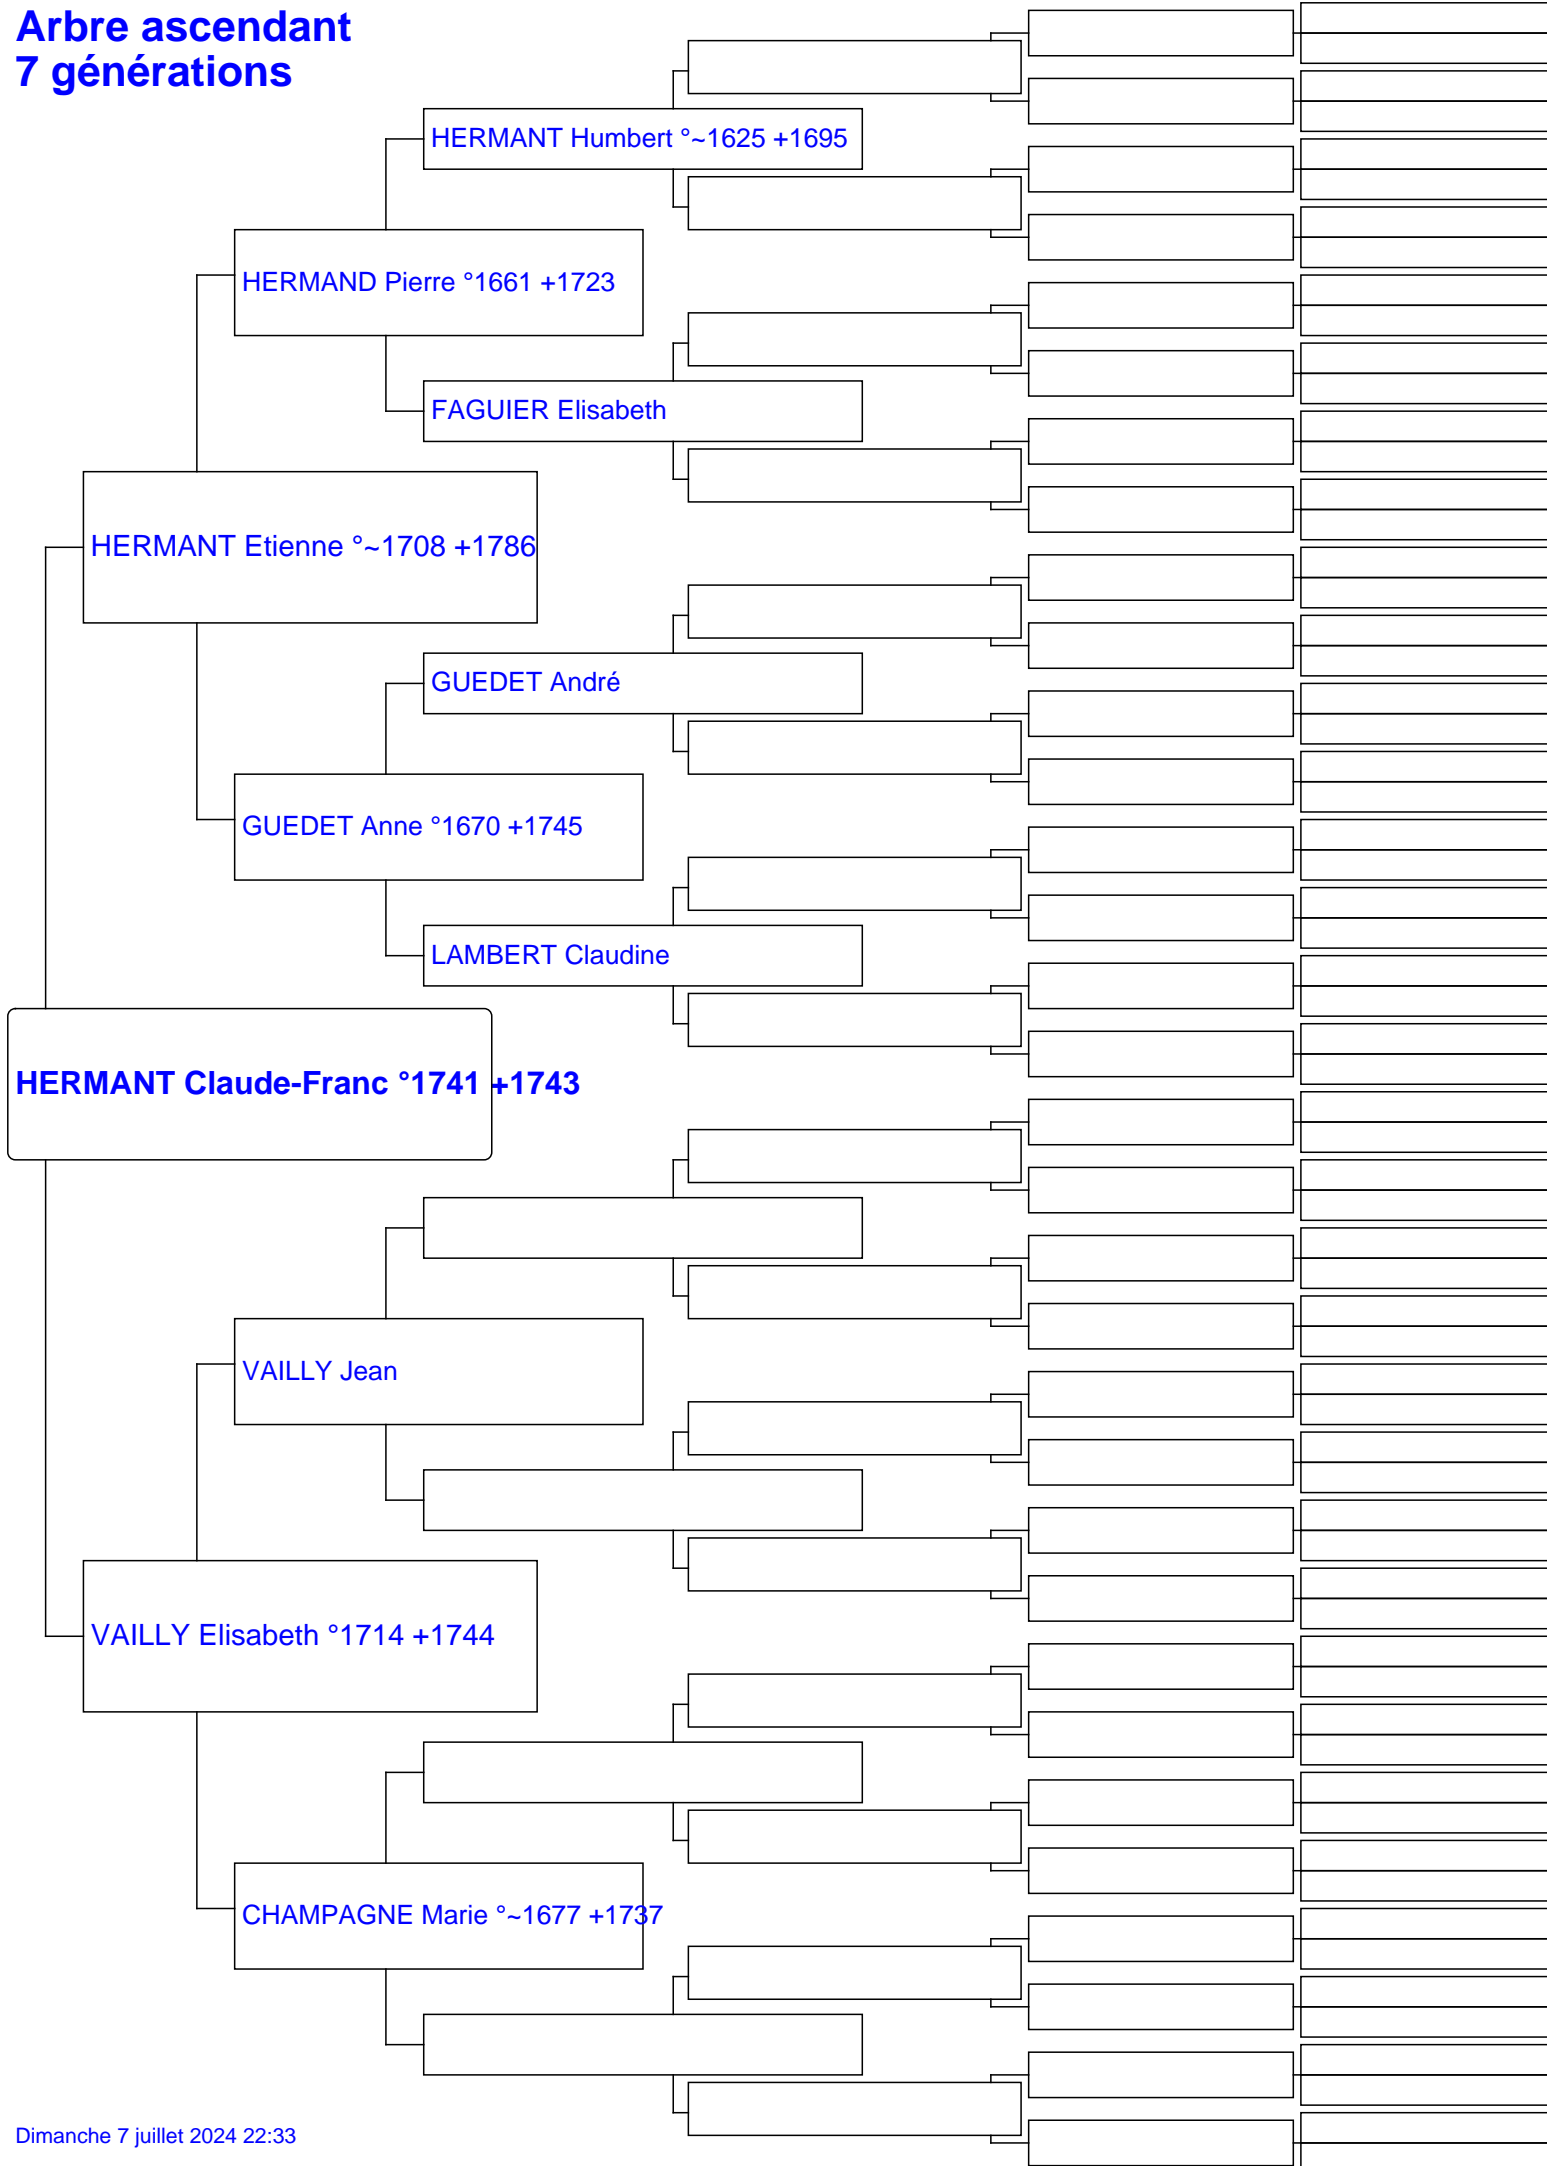 Arbre ascendant
7 générations
HERMANT Humbert °~1625 +1695
HERMAND Pierre °1661 +1723
FAGUIER Elisabeth
HERMANT Etienne °~1708 +1786
GUEDET André
GUEDET Anne °1670 +1745
LAMBERT Claudine
HERMANT Claude-Franc °1741 +1743
VAILLY Jean
VAILLY Elisabeth °1714 +1744
CHAMPAGNE Marie °~1677 +1737
Dimanche 7 juillet 2024 22:33